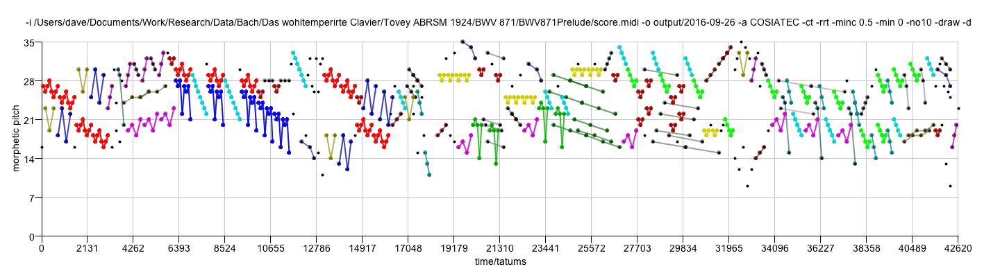 -i /Users/dave/Documents/Work/Research/Data/Bach/Das wohltemperirte Clavier/Tovey ABRSM 1924/BWV 871/BWV871Prelude/score.midi -o output/2016-09-26 -a COSIATEC -ct -rrt -minc 0.5 -min 0 -no10 -draw -d
35
28
21
14
7
0
morphetic pitch
0 2131 4262 6393 8524 10655 12786 14917 17048 19179 21310 23441 25572 27703 29834 31965 34096 36227 38358 40489 42620
time/tatums